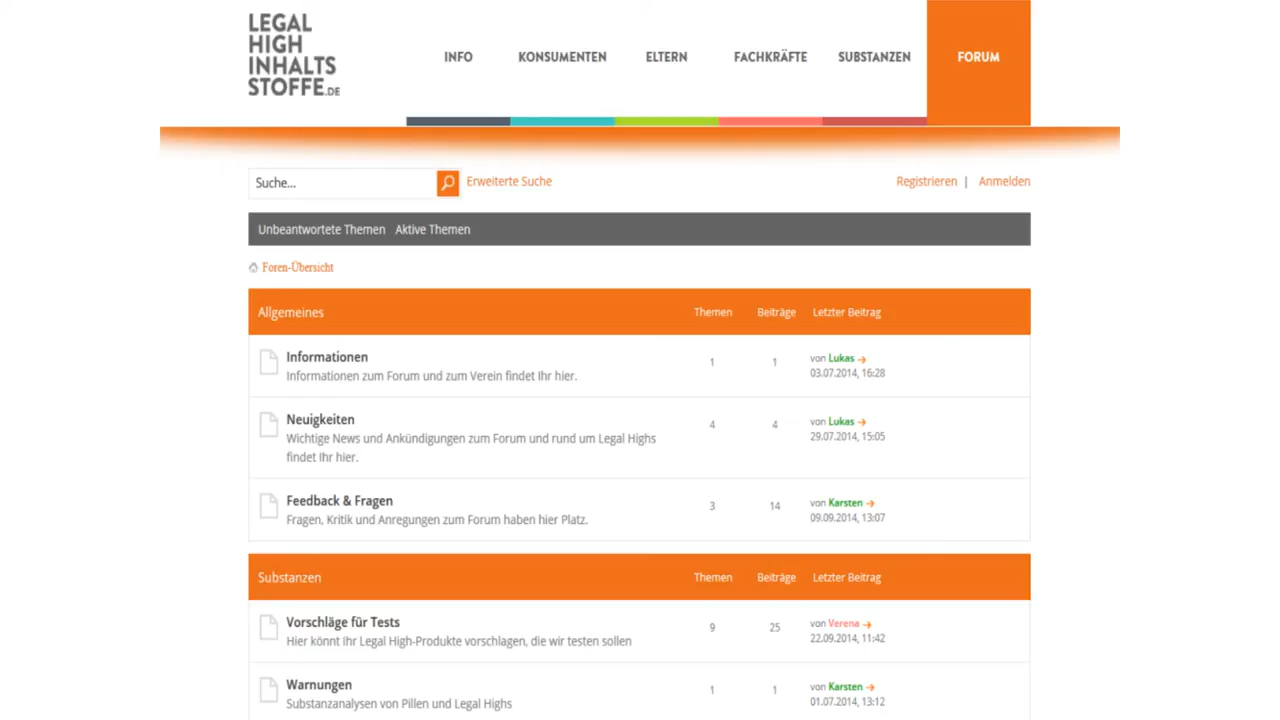 LEGAL
HIGH
INHALTS
STOFFE.DE
INFO KONSUMENTEN ELTERN FACHKRÄFTE SUBSTANZEN FORUM
Suche... Erweiterte Suche Registrieren | Anmelden
Unbeantwortete Themen Aktive Themen
Foren-Übersicht
Allgemeines Themen Beiträge Letzter Beitrag
Informationen
Informationen zum Forum und zum Verein findet Ihr hier.
1 1
von Lukas
03.07.2014, 16:28
Neuigkeiten
Wichtige News und Ankündigungen zum Forum und rund um Legal Highs
findet Ihr hier.
4 4
von Lukas
29.07.2014, 15:05
Feedback & Fragen
Fragen, Kritik und Anregungen zum Forum haben hier Platz.
3 14
von Karsten
09.09.2014, 13:07
Substanzen Themen Beiträge Letzter Beitrag
Vorschläge für Tests
Hier könnt Ihr Legal High-Produkte vorschlagen, die wir testen sollen
9 25
von Verena
22.09.2014, 11:42
Warnungen
Substanzanalysen von Pillen und Legal Highs
1 1
von Karsten
01.07.2014, 13:12